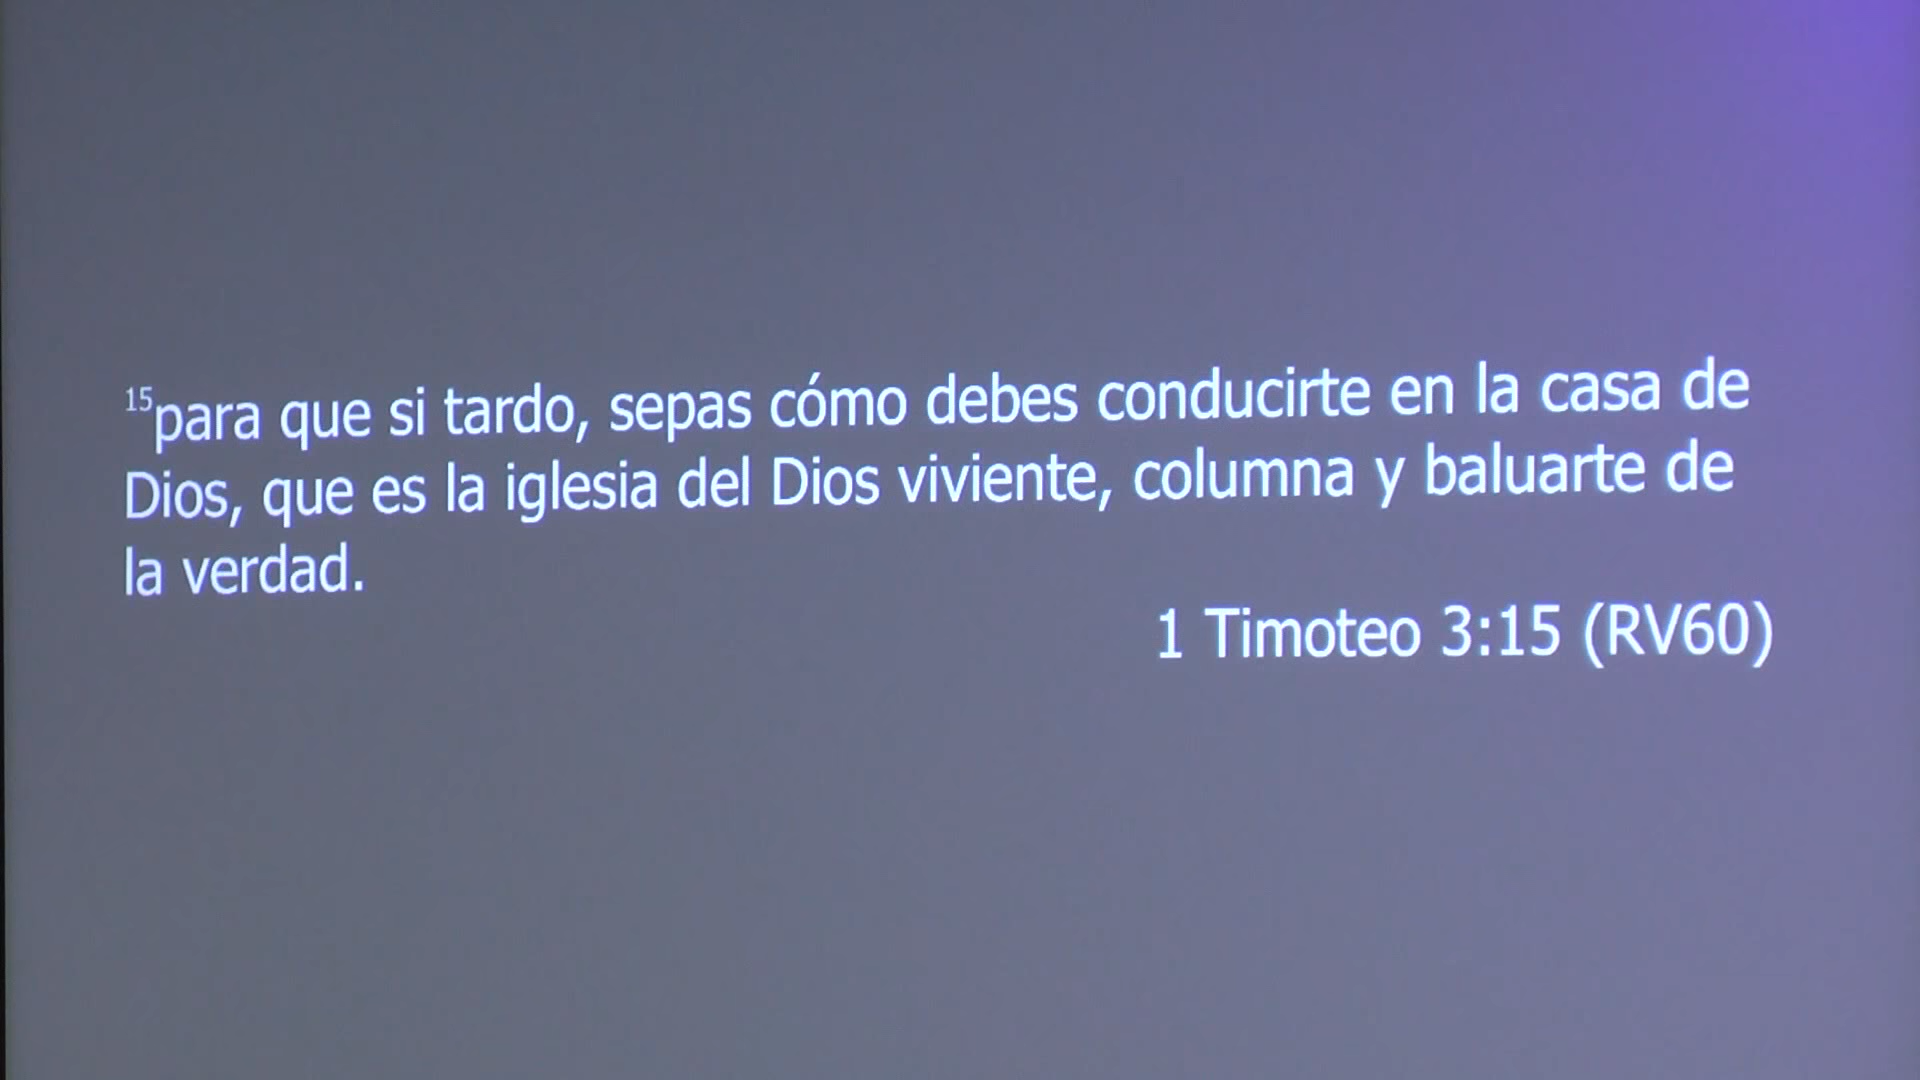 15para que si tardo, sepas cómo debes conducirte en la casa de
Dios, que es la iglesia del Dios viviente, columna y baluarte de
la verdad.
1 Timoteo 3:15 (RV60)